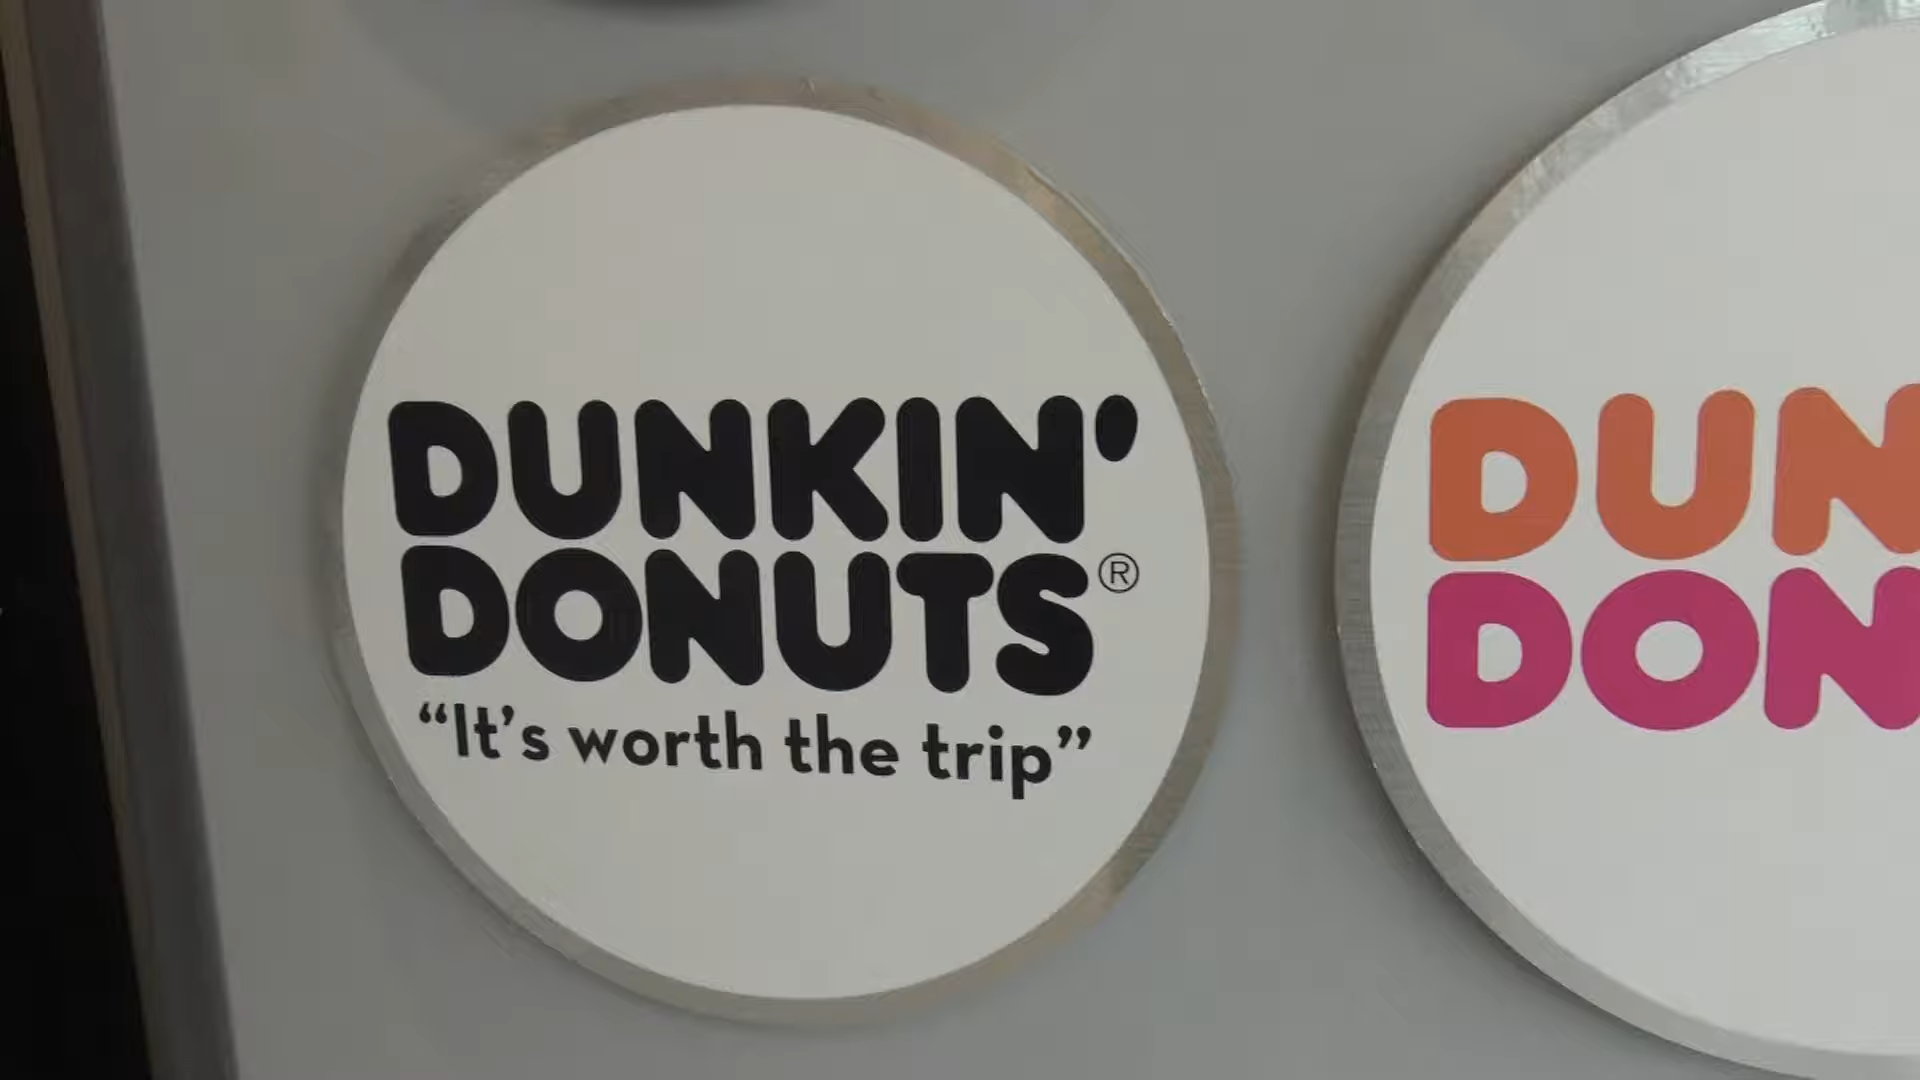 DUNKIN'
DONUTS®
“It’s worth the trip”
DUN
DON